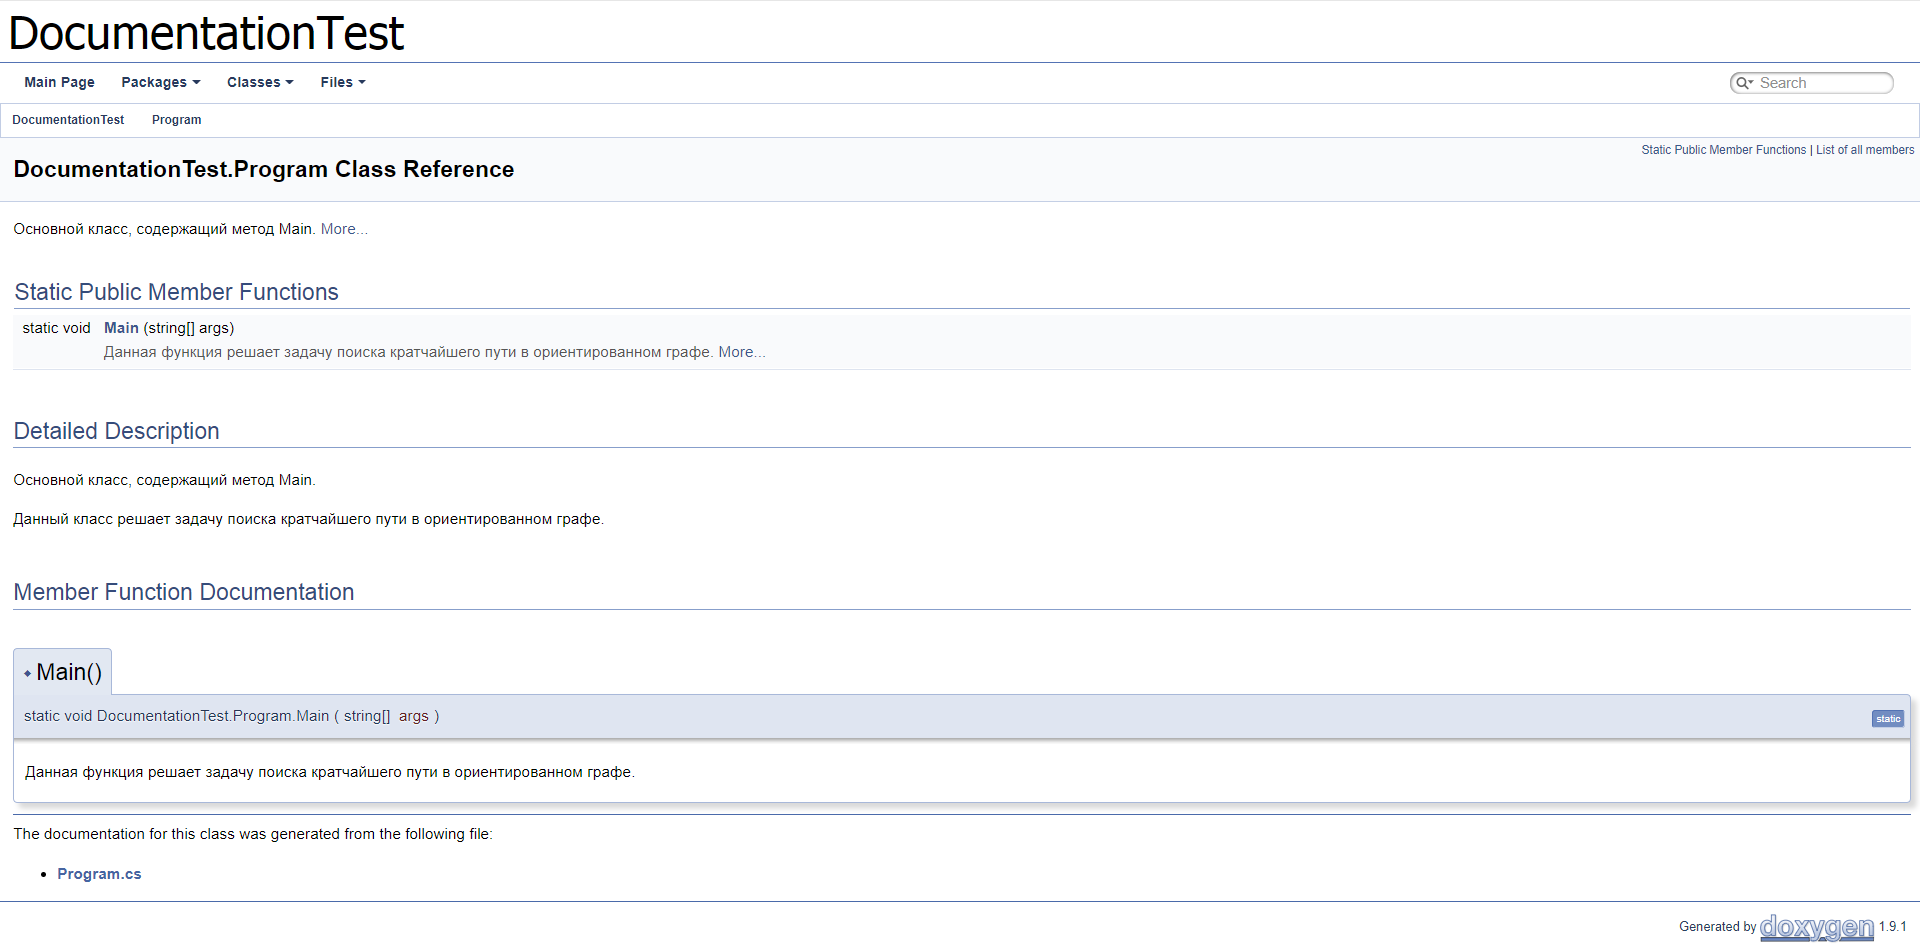 DocumentationTest
Main Page Packages Classes Files Search
DocumentationTest Program
Static Public Member Functions | List of all members
DocumentationTest.Program Class Reference
Основной класс, содержащий метод Main. More...
Static Public Member Functions
static void Main (string[] args)
Данная функция решает задачу поиска кратчайшего пути в ориентированном графе. More...
Detailed Description
Основной класс, содержащий метод Main.
Данный класс решает задачу поиска кратчайшего пути в ориентированном графе.
Member Function Documentation
◆ Main()
static void DocumentationTest.Program.Main ( string[] args )
static
Данная функция решает задачу поиска кратчайшего пути в ориентированном графе.
The documentation for this class was generated from the following file:
• Program.cs
Generated by doxygen 1.9.1